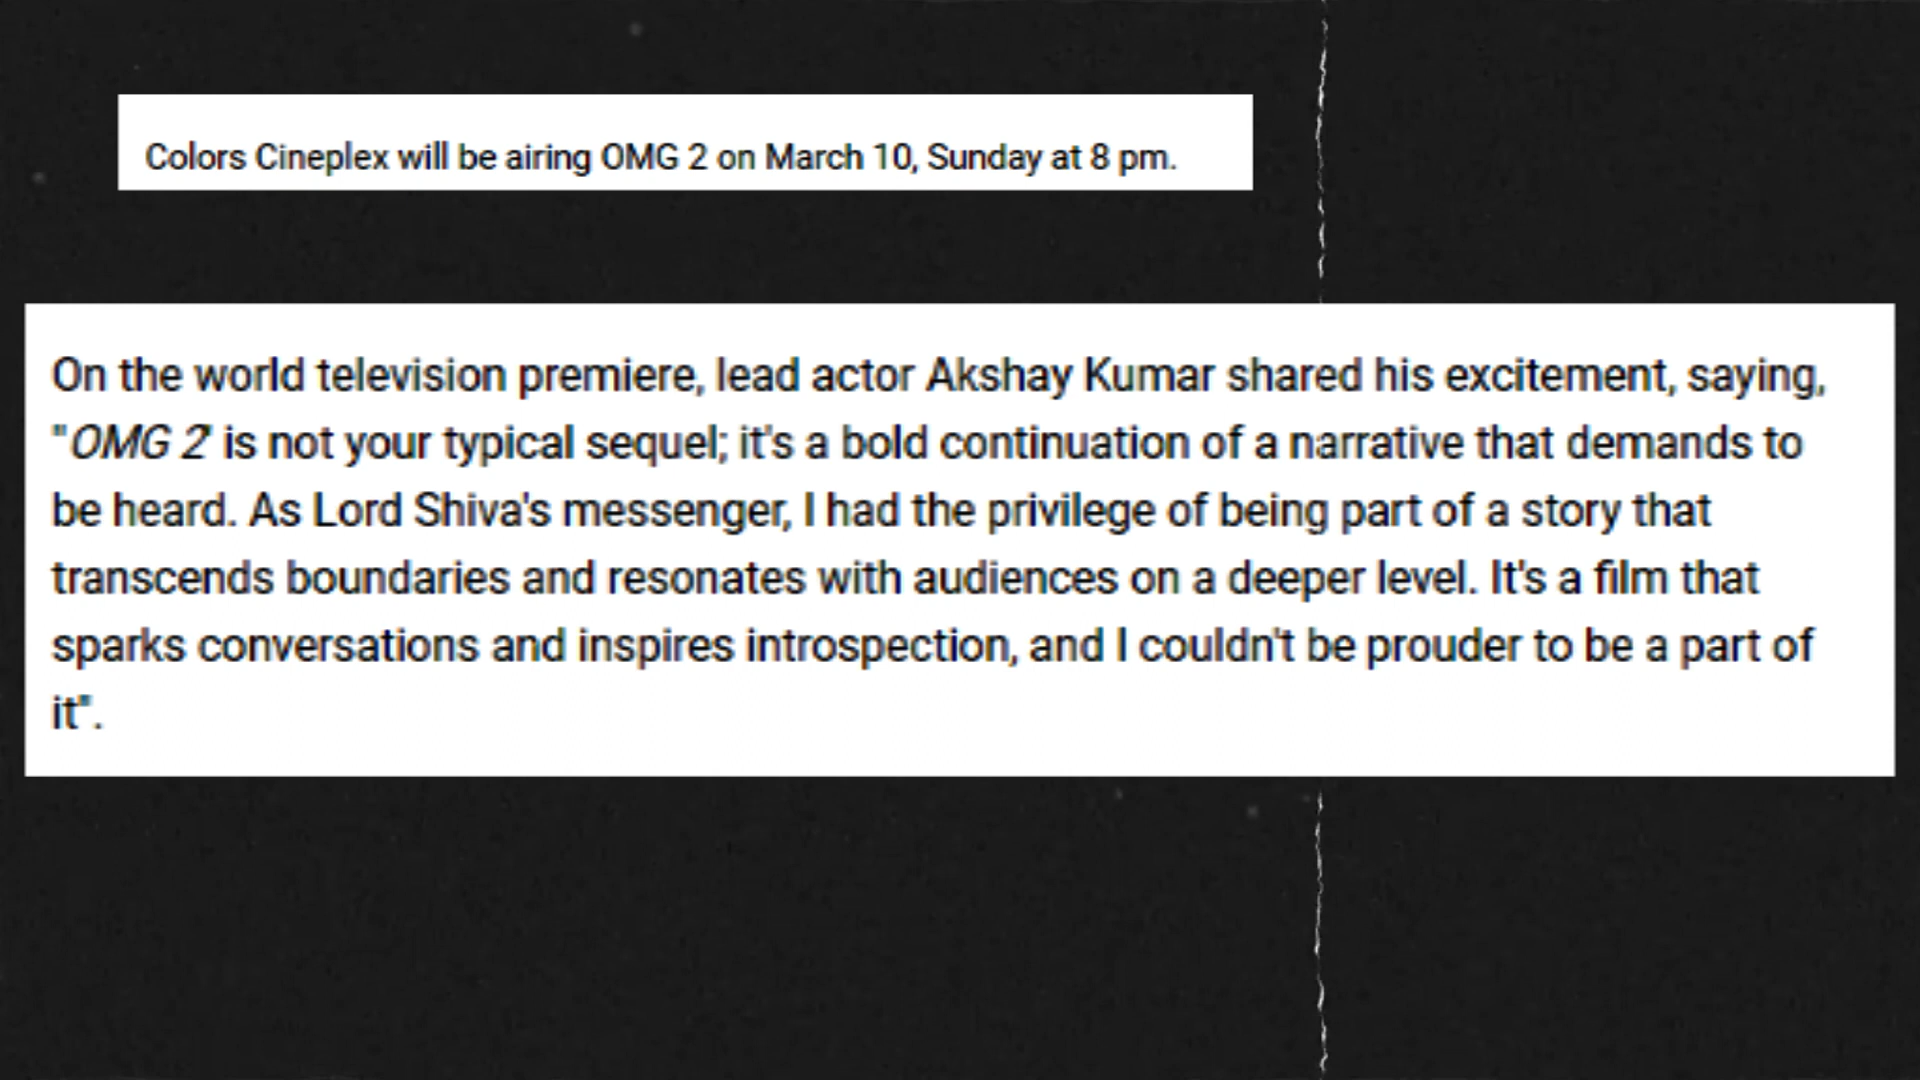 Colors Cineplex will be airing OMG 2 on March 10, Sunday at 8 pm.
On the world television premiere, lead actor Akshay Kumar shared his excitement, saying,
"OMG 2' is not your typical sequel; it's a bold continuation of a narrative that demands to
be heard. As Lord Shiva's messenger, I had the privilege of being part of a story that
transcends boundaries and resonates with audiences on a deeper level. It's a film that
sparks conversations and inspires introspection, and I couldn't be prouder to be a part of
it".